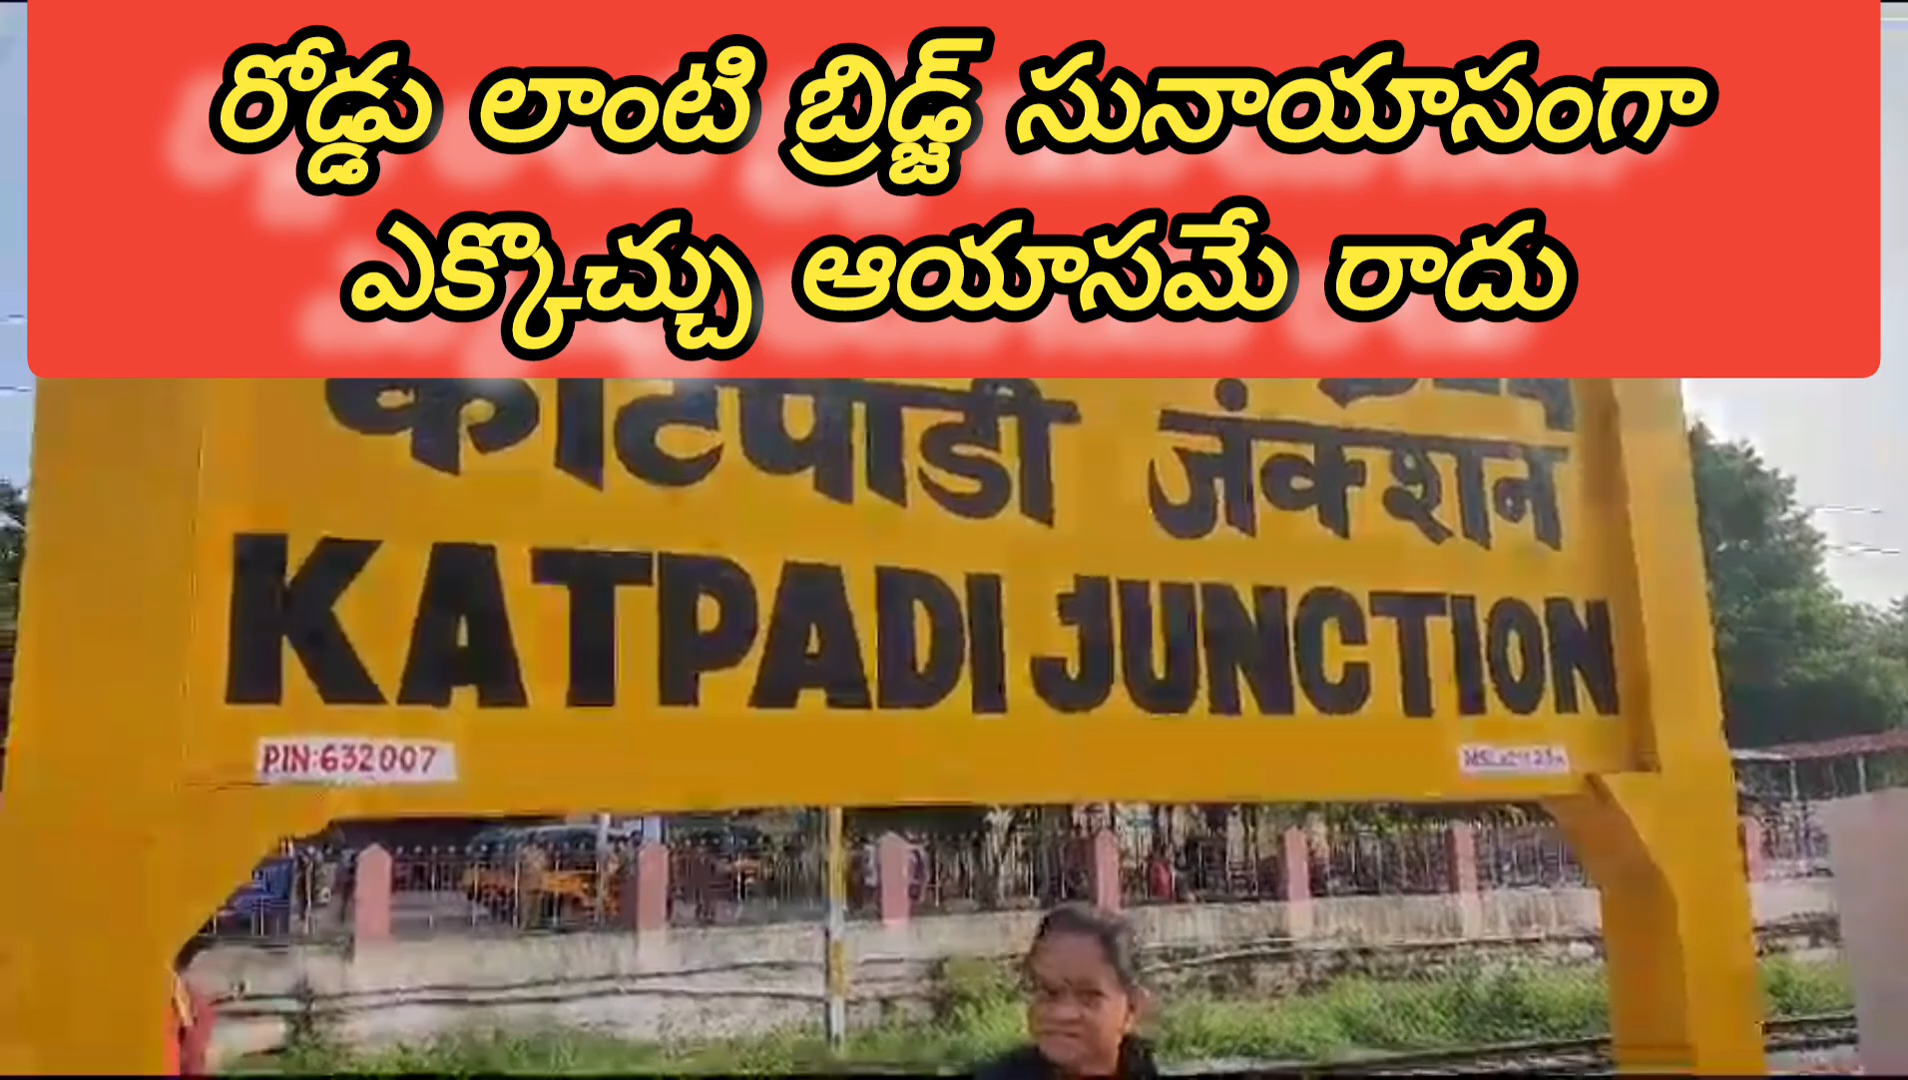 రోడ్డు లాంటి బ్రిడ్జ్ సునాయాసంగా
ఎక్కొచ్చు ఆయాసమే రాదు
काटपाडी जंक्शन
KATPADI JUNCTION
PIN:632007